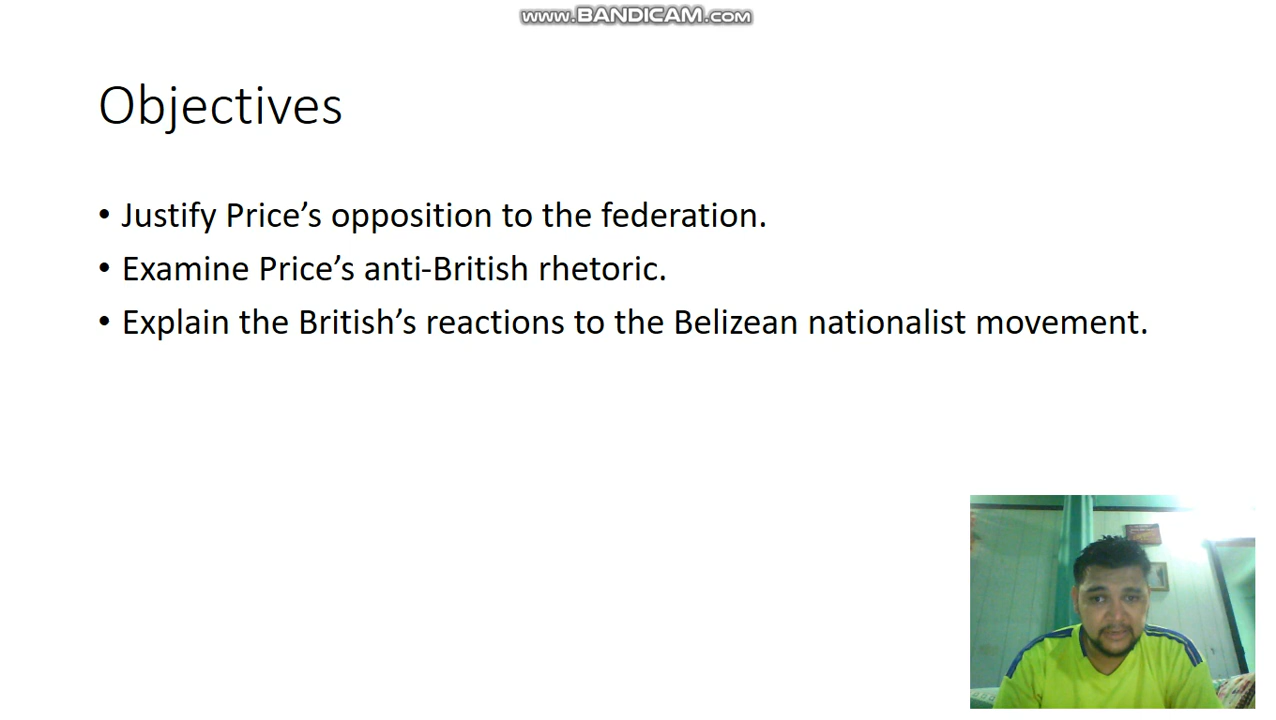 www.BANDICAM.com
Objectives
• Justify Price’s opposition to the federation.
• Examine Price’s anti-British rhetoric.
• Explain the British’s reactions to the Belizean nationalist movement.